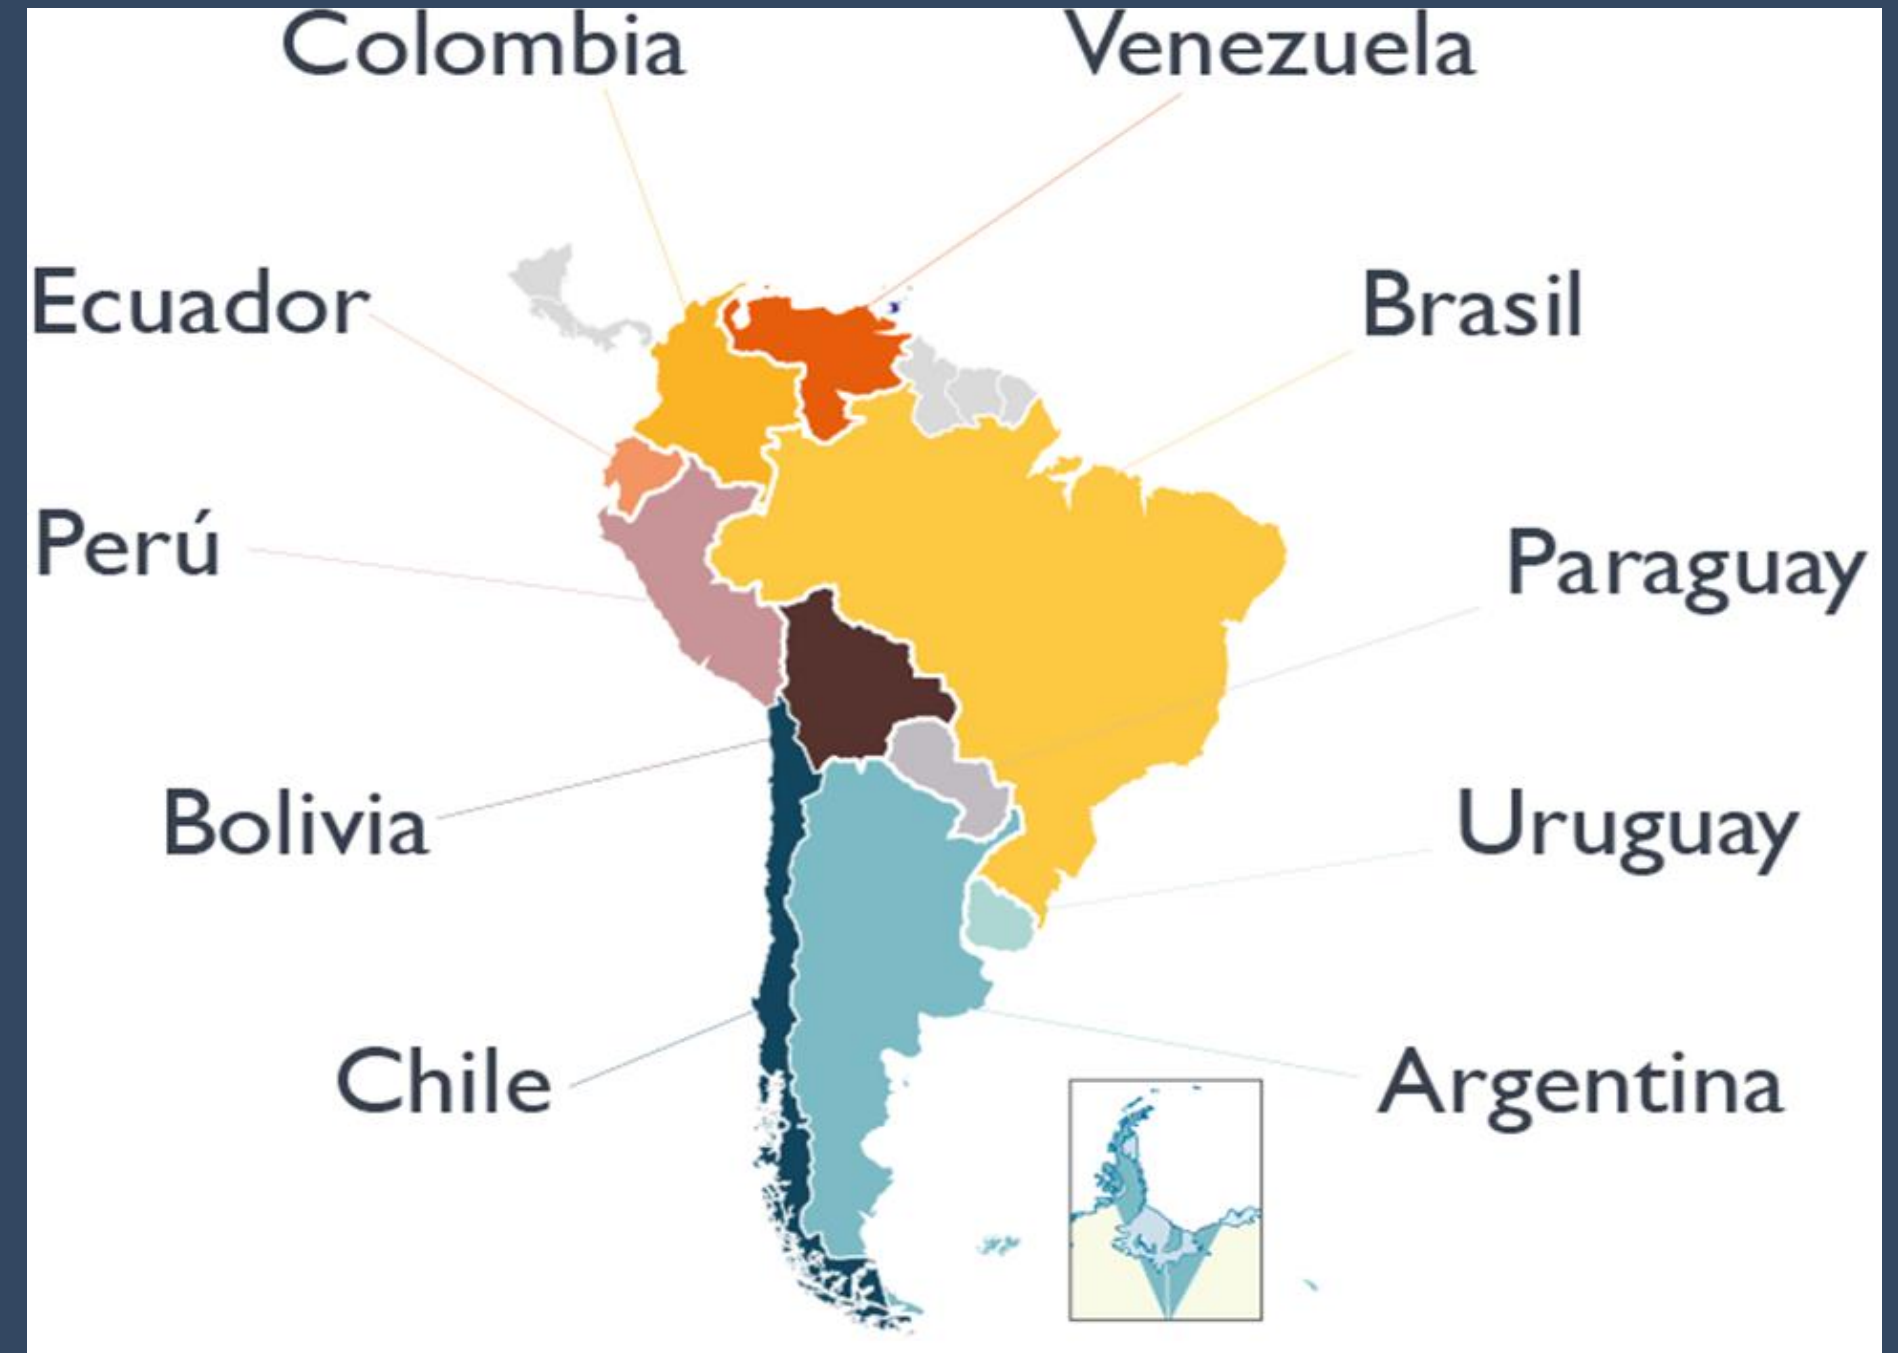 Colombia
Venezuela
Ecuador
Brasil
Perú
Paraguay
Bolivia
Uruguay
Chile
Argentina